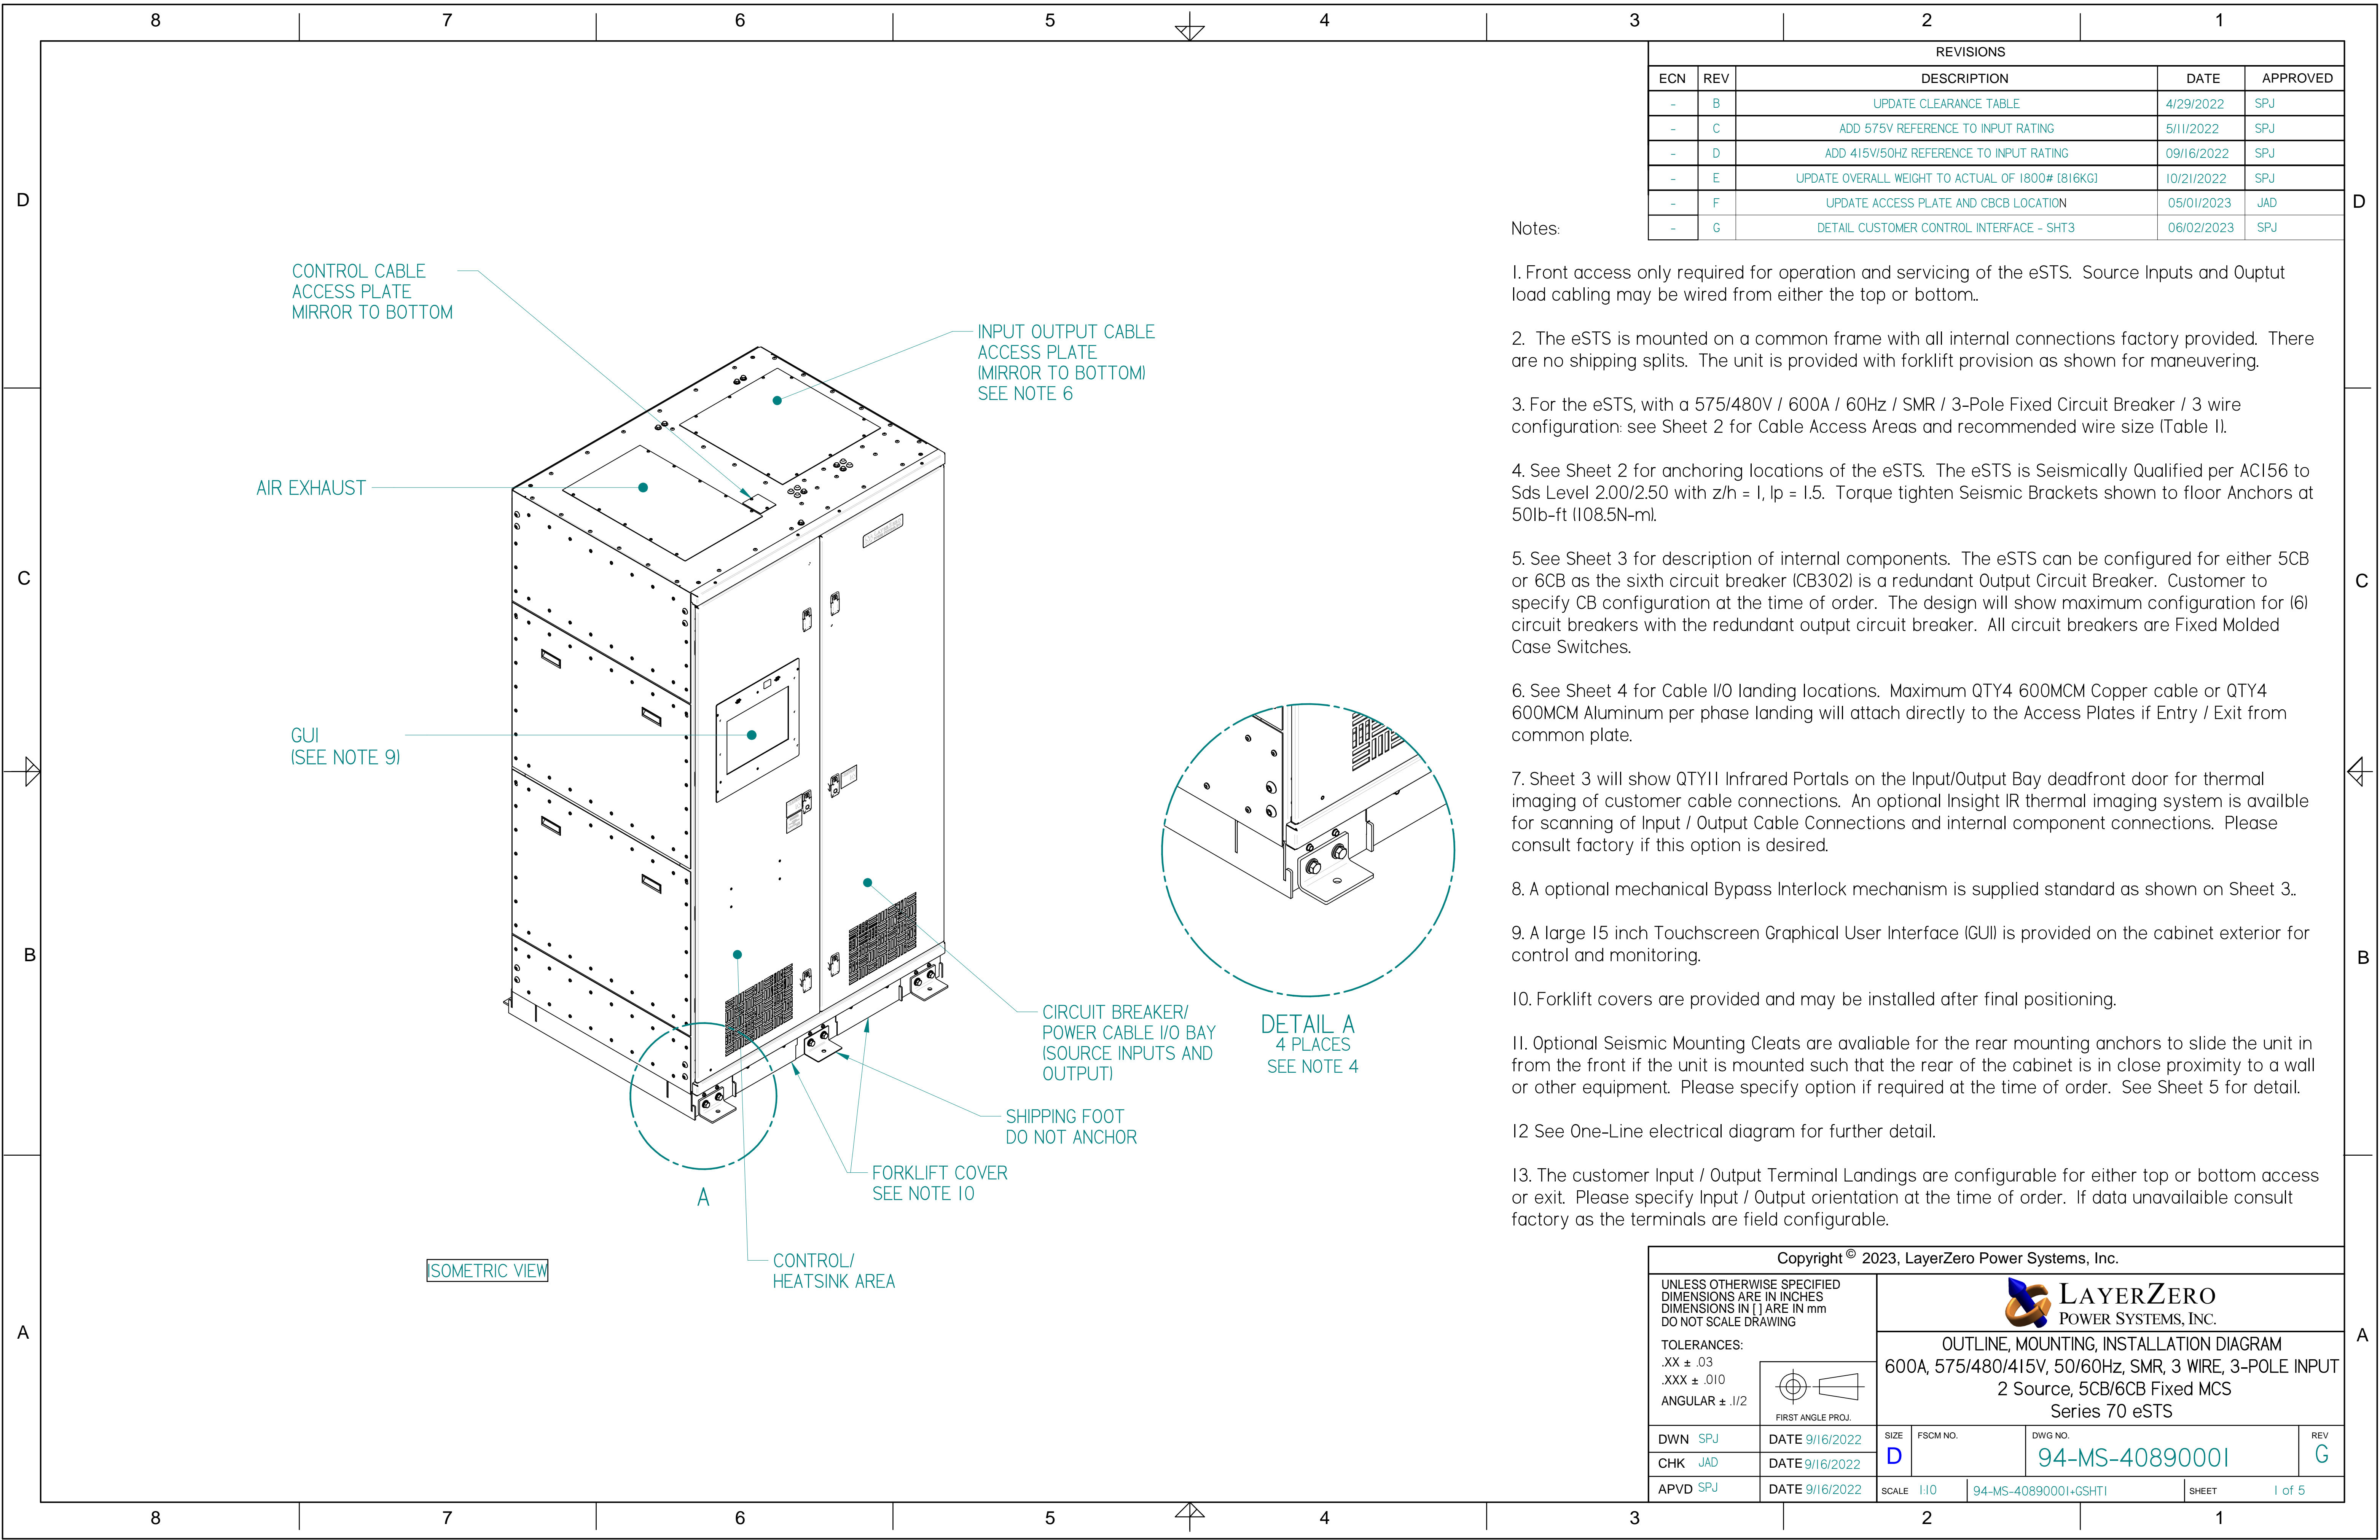 8 7 6 5 4 3 2 1
REVISIONS
ECN REV DESCRIPTION DATE APPROVED
- B UPDATE CLEARANCE TABLE 4/29/2022 SPJ
- C ADD 575V REFERENCE TO INPUT RATING 5/11/2022 SPJ
- D ADD 415V/50HZ REFERENCE TO INPUT RATING 09/16/2022 SPJ
- E UPDATE OVERALL WEIGHT TO ACTUAL OF 1800# [816KG] 10/21/2022 SPJ
- F UPDATE ACCESS PLATE AND CBCB LOCATION 05/01/2023 JAD
- G DETAIL CUSTOMER CONTROL INTERFACE - SHT3 06/02/2023 SPJ
D
D
C
C
B
B
A
A
CONTROL CABLE
ACCESS PLATE
MIRROR TO BOTTOM
INPUT OUTPUT CABLE
ACCESS PLATE
(MIRROR TO BOTTOM)
SEE NOTE 6
AIR EXHAUST
GUI
(SEE NOTE 9)
CIRCUIT BREAKER/
POWER CABLE I/O BAY
(SOURCE INPUTS AND
OUTPUT)
SHIPPING FOOT
DO NOT ANCHOR
FORKLIFT COVER
SEE NOTE 10
CONTROL/
HEATSINK AREA
A
DETAIL A
4 PLACES
SEE NOTE 4
ISOMETRIC VIEW
Notes:
1. Front access only required for operation and servicing of the eSTS. Source Inputs and Ouptut
load cabling may be wired from either the top or bottom..
2. The eSTS is mounted on a common frame with all internal connections factory provided. There
are no shipping splits. The unit is provided with forklift provision as shown for maneuvering.
3. For the eSTS, with a 575/480V / 600A / 60Hz / SMR / 3-Pole Fixed Circuit Breaker / 3 wire
configuration: see Sheet 2 for Cable Access Areas and recommended wire size (Table 1).
4. See Sheet 2 for anchoring locations of the eSTS. The eSTS is Seismically Qualified per AC156 to
Sds Level 2.00/2.50 with z/h = 1, Ip = 1.5. Torque tighten Seismic Brackets shown to floor Anchors at
50lb-ft (108.5N-m).
5. See Sheet 3 for description of internal components. The eSTS can be configured for either 5CB
or 6CB as the sixth circuit breaker (CB302) is a redundant Output Circuit Breaker. Customer to
specify CB configuration at the time of order. The design will show maximum configuration for (6)
circuit breakers with the redundant output circuit breaker. All circuit breakers are Fixed Molded
Case Switches.
6. See Sheet 4 for Cable I/O landing locations. Maximum QTY4 600MCM Copper cable or QTY4
600MCM Aluminum per phase landing will attach directly to the Access Plates if Entry / Exit from
common plate.
7. Sheet 3 will show QTY11 Infrared Portals on the Input/Output Bay deadfront door for thermal
imaging of customer cable connections. An optional Insight IR thermal imaging system is availble
for scanning of Input / Output Cable Connections and internal component connections. Please
consult factory if this option is desired.
8. A optional mechanical Bypass Interlock mechanism is supplied standard as shown on Sheet 3..
9. A large 15 inch Touchscreen Graphical User Interface (GUI) is provided on the cabinet exterior for
control and monitoring.
10. Forklift covers are provided and may be installed after final positioning.
11. Optional Seismic Mounting Cleats are avaliable for the rear mounting anchors to slide the unit in
from the front if the unit is mounted such that the rear of the cabinet is in close proximity to a wall
or other equipment. Please specify option if required at the time of order. See Sheet 5 for detail.
12 See One-Line electrical diagram for further detail.
13. The customer Input / Output Terminal Landings are configurable for either top or bottom access
or exit. Please specify Input / Output orientation at the time of order. If data unavailaible consult
factory as the terminals are field configurable.
Copyright © 2023, LayerZero Power Systems, Inc.
UNLESS OTHERWISE SPECIFIED
DIMENSIONS ARE IN INCHES
DIMENSIONS IN [ ] ARE IN mm
DO NOT SCALE DRAWING
TOLERANCES:
.XX ± .03
.XXX ± .010
ANGULAR ± .1/2
FIRST ANGLE PROJ.
LAYERZERO
POWER SYSTEMS, INC.
OUTLINE, MOUNTING, INSTALLATION DIAGRAM
600A, 575/480/415V, 50/60Hz, SMR, 3 WIRE, 3-POLE INPUT
2 Source, 5CB/6CB Fixed MCS
Series 70 eSTS
DWN SPJ DATE 9/16/2022
CHK JAD DATE 9/16/2022
APVD SPJ DATE 9/16/2022
SIZE D FSCM NO. DWG NO. 94-MS-40890001 REV G
SCALE 1:10 94-MS-40890001+GSHT1 SHEET 1 of 5
8 7 6 5 4 3 2 1